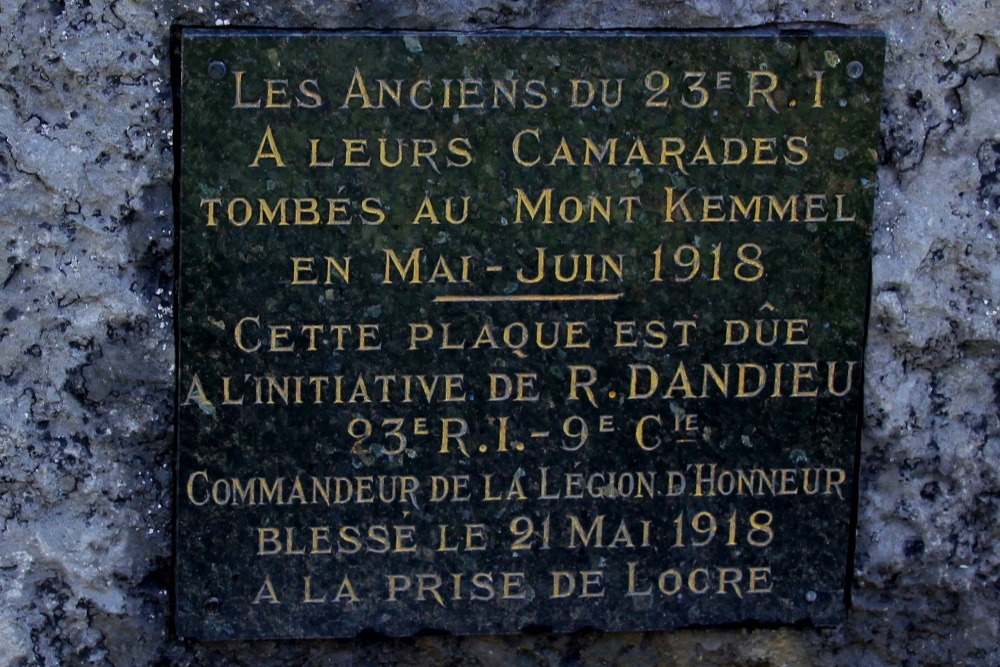 LES ANCIENS DU 23E R.I.
A LEURS CAMARADES
TOMBÉS AU MONT KEMMEL
EN MAI-JUIN 1918
CETTE PLAQUE EST DÛE
A L'INITIATIVE DE R.DANDIEU
23E R.I.-9E CIE
COMMANDEUR DE LA LÉGION D'HONNEUR
BLESSÉ LE 21 MAI 1918
A LA PRISE DE LOCRE